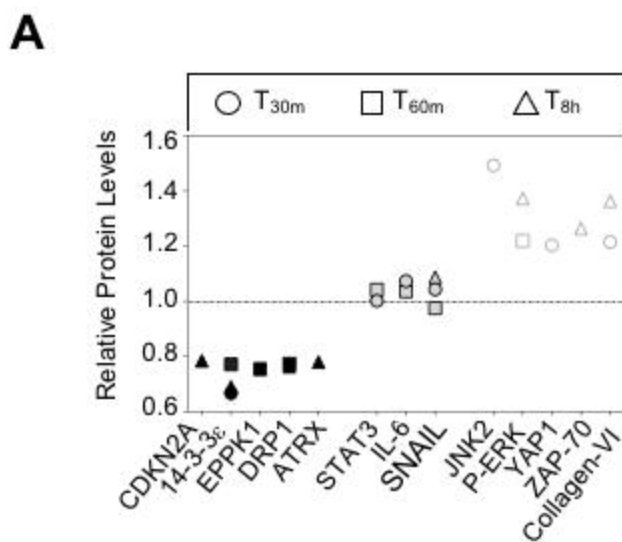 A
T30m T60m T8h
Relative Protein Levels
1.6
1.4
1.2
1.0
0.8
0.6
CDKN2A
14-3-3ε
EPPK1
DRP1
ATRX
STAT3
IL-6
SNAIL
JNK2
P-ERK
YAP1
ZAP-70
Collagen-VI